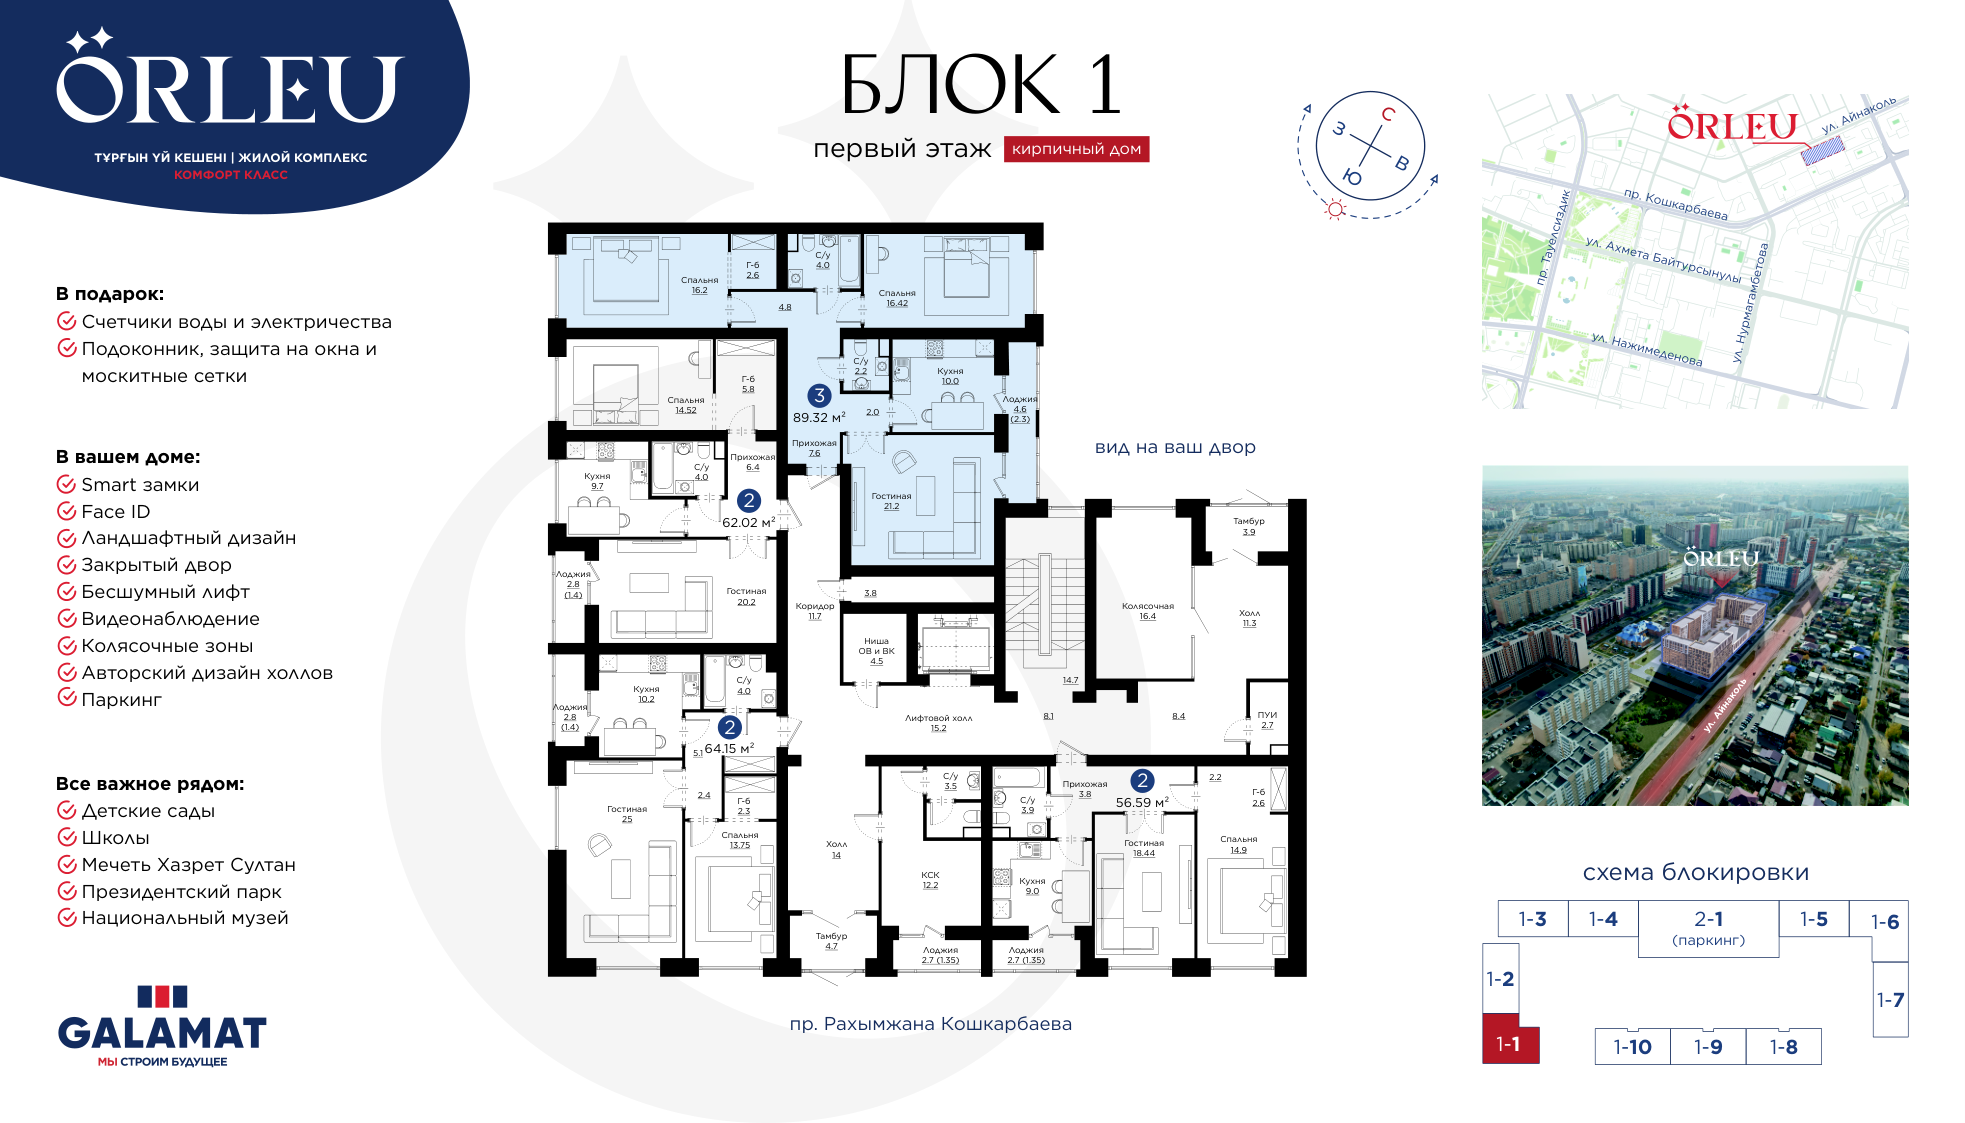 ÖRLEU
ТҰРҒЫН ҮЙ КЕШЕНІ | ЖИЛОЙ КОМПЛЕКС
КОМФОРТ КЛАСС
БЛОК 1
первый этаж
кирпичный дом
С
В
Ю
З
В подарок:
Счетчики воды и электричества
Подоконник, защита на окна и
москитные сетки
В вашем доме:
Smart замки
Face ID
Ландшафтный дизайн
Закрытый двор
Бесшумный лифт
Видеонаблюдение
Колясочные зоны
Авторский дизайн холлов
Паркинг
Все важное рядом:
Детские сады
Школы
Мечеть Хазрет Султан
Президентский парк
Национальный музей
GALAMAT
МЫ СТРОИМ БУДУЩЕЕ
Спальня
16.2
Г-б
2.6
С/у
4.0
Спальня
16.42
4.8
С/у
2.2
Кухня
10.0
Лоджия
4.6
(2.3)
3
89.32 м²
2.0
Прихожая
7.6
Гостиная
21.2
Спальня
14.52
Г-б
5.8
Прихожая
6.4
С/у
4.0
Кухня
9.7
2
62.02 м²
Лоджия
2.8
(1.4)
Гостиная
20.2
вид на ваш двор
Коридор
11.7
3.8
Ниша
ОВ и ВК
4.5
14.7
Колясочная
16.4
Тамбур
3.9
Холл
11.3
Лифтовой холл
15.2
8.1
8.4
ПУИ
2.7
Кухня
10.2
С/у
4.0
Лоджия
2.8
(1.4)
2
64.15 м²
5.1
2.4
Г-б
2.3
Гостиная
25
Спальня
13.75
Холл
14
Тамбур
4.7
С/у
3.5
КСК
12.2
Лоджия
2.7 (1.35)
Лоджия
2.7 (1.35)
С/у
3.9
Прихожая
3.8
2
56.59 м²
2.2
Г-б
2.6
Гостиная
18.44
Спальня
14.9
Кухня
9.0
пр. Рахымжана Кошкарбаева
ÖRLEU
ул. Айнаколь
пр. Кошкарбаева
пр. Тауелсиздик
ул. Ахмета Байтурсынулы
ул. Нурмагамбетова
ул. Нажимеденова
ÖRLEU
ул. Айнаколь
схема блокировки
1-3
1-4
2-1
(паркинг)
1-5
1-6
1-2
1-7
1-1
1-10
1-9
1-8